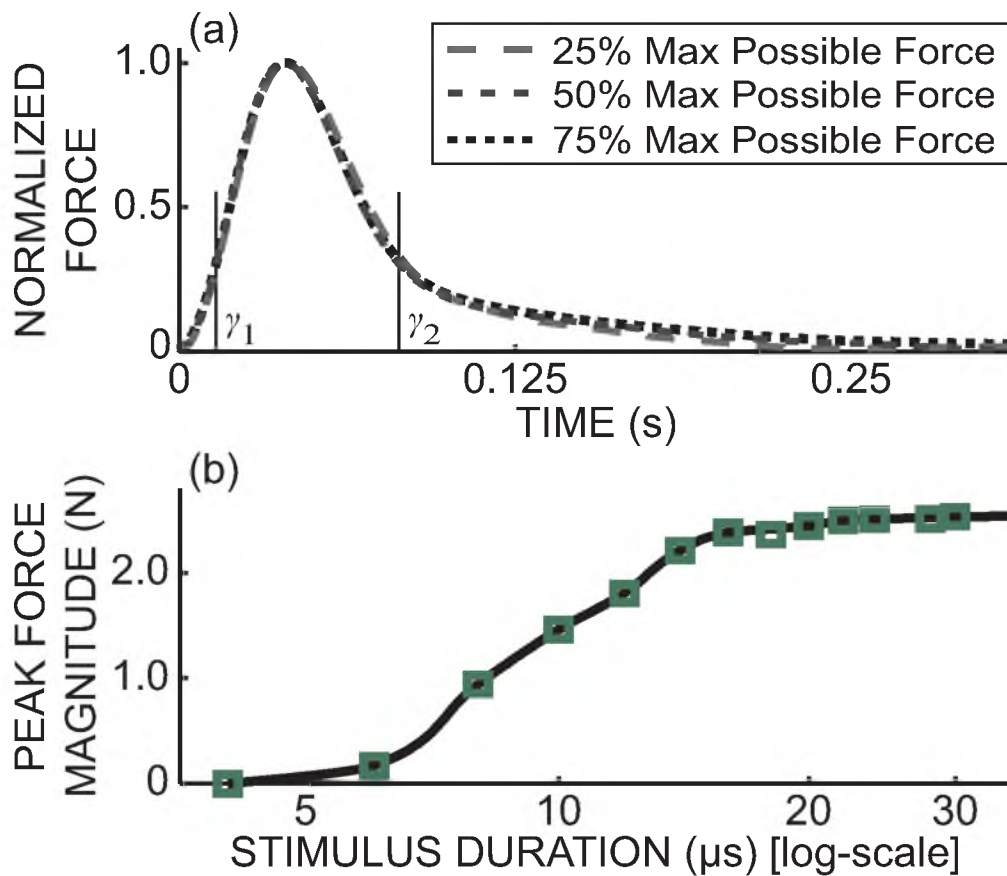 (a)
25% Max Possible Force
50% Max Possible Force
75% Max Possible Force
NORMALIZED
FORCE
1.0
0.5
0
γ1
γ2
0
0.125
0.25
TIME (s)
(b)
PEAK FORCE
MAGNITUDE (N)
2.0
1.0
0
5
10
20
30
STIMULUS DURATION (µs) [log-scale]